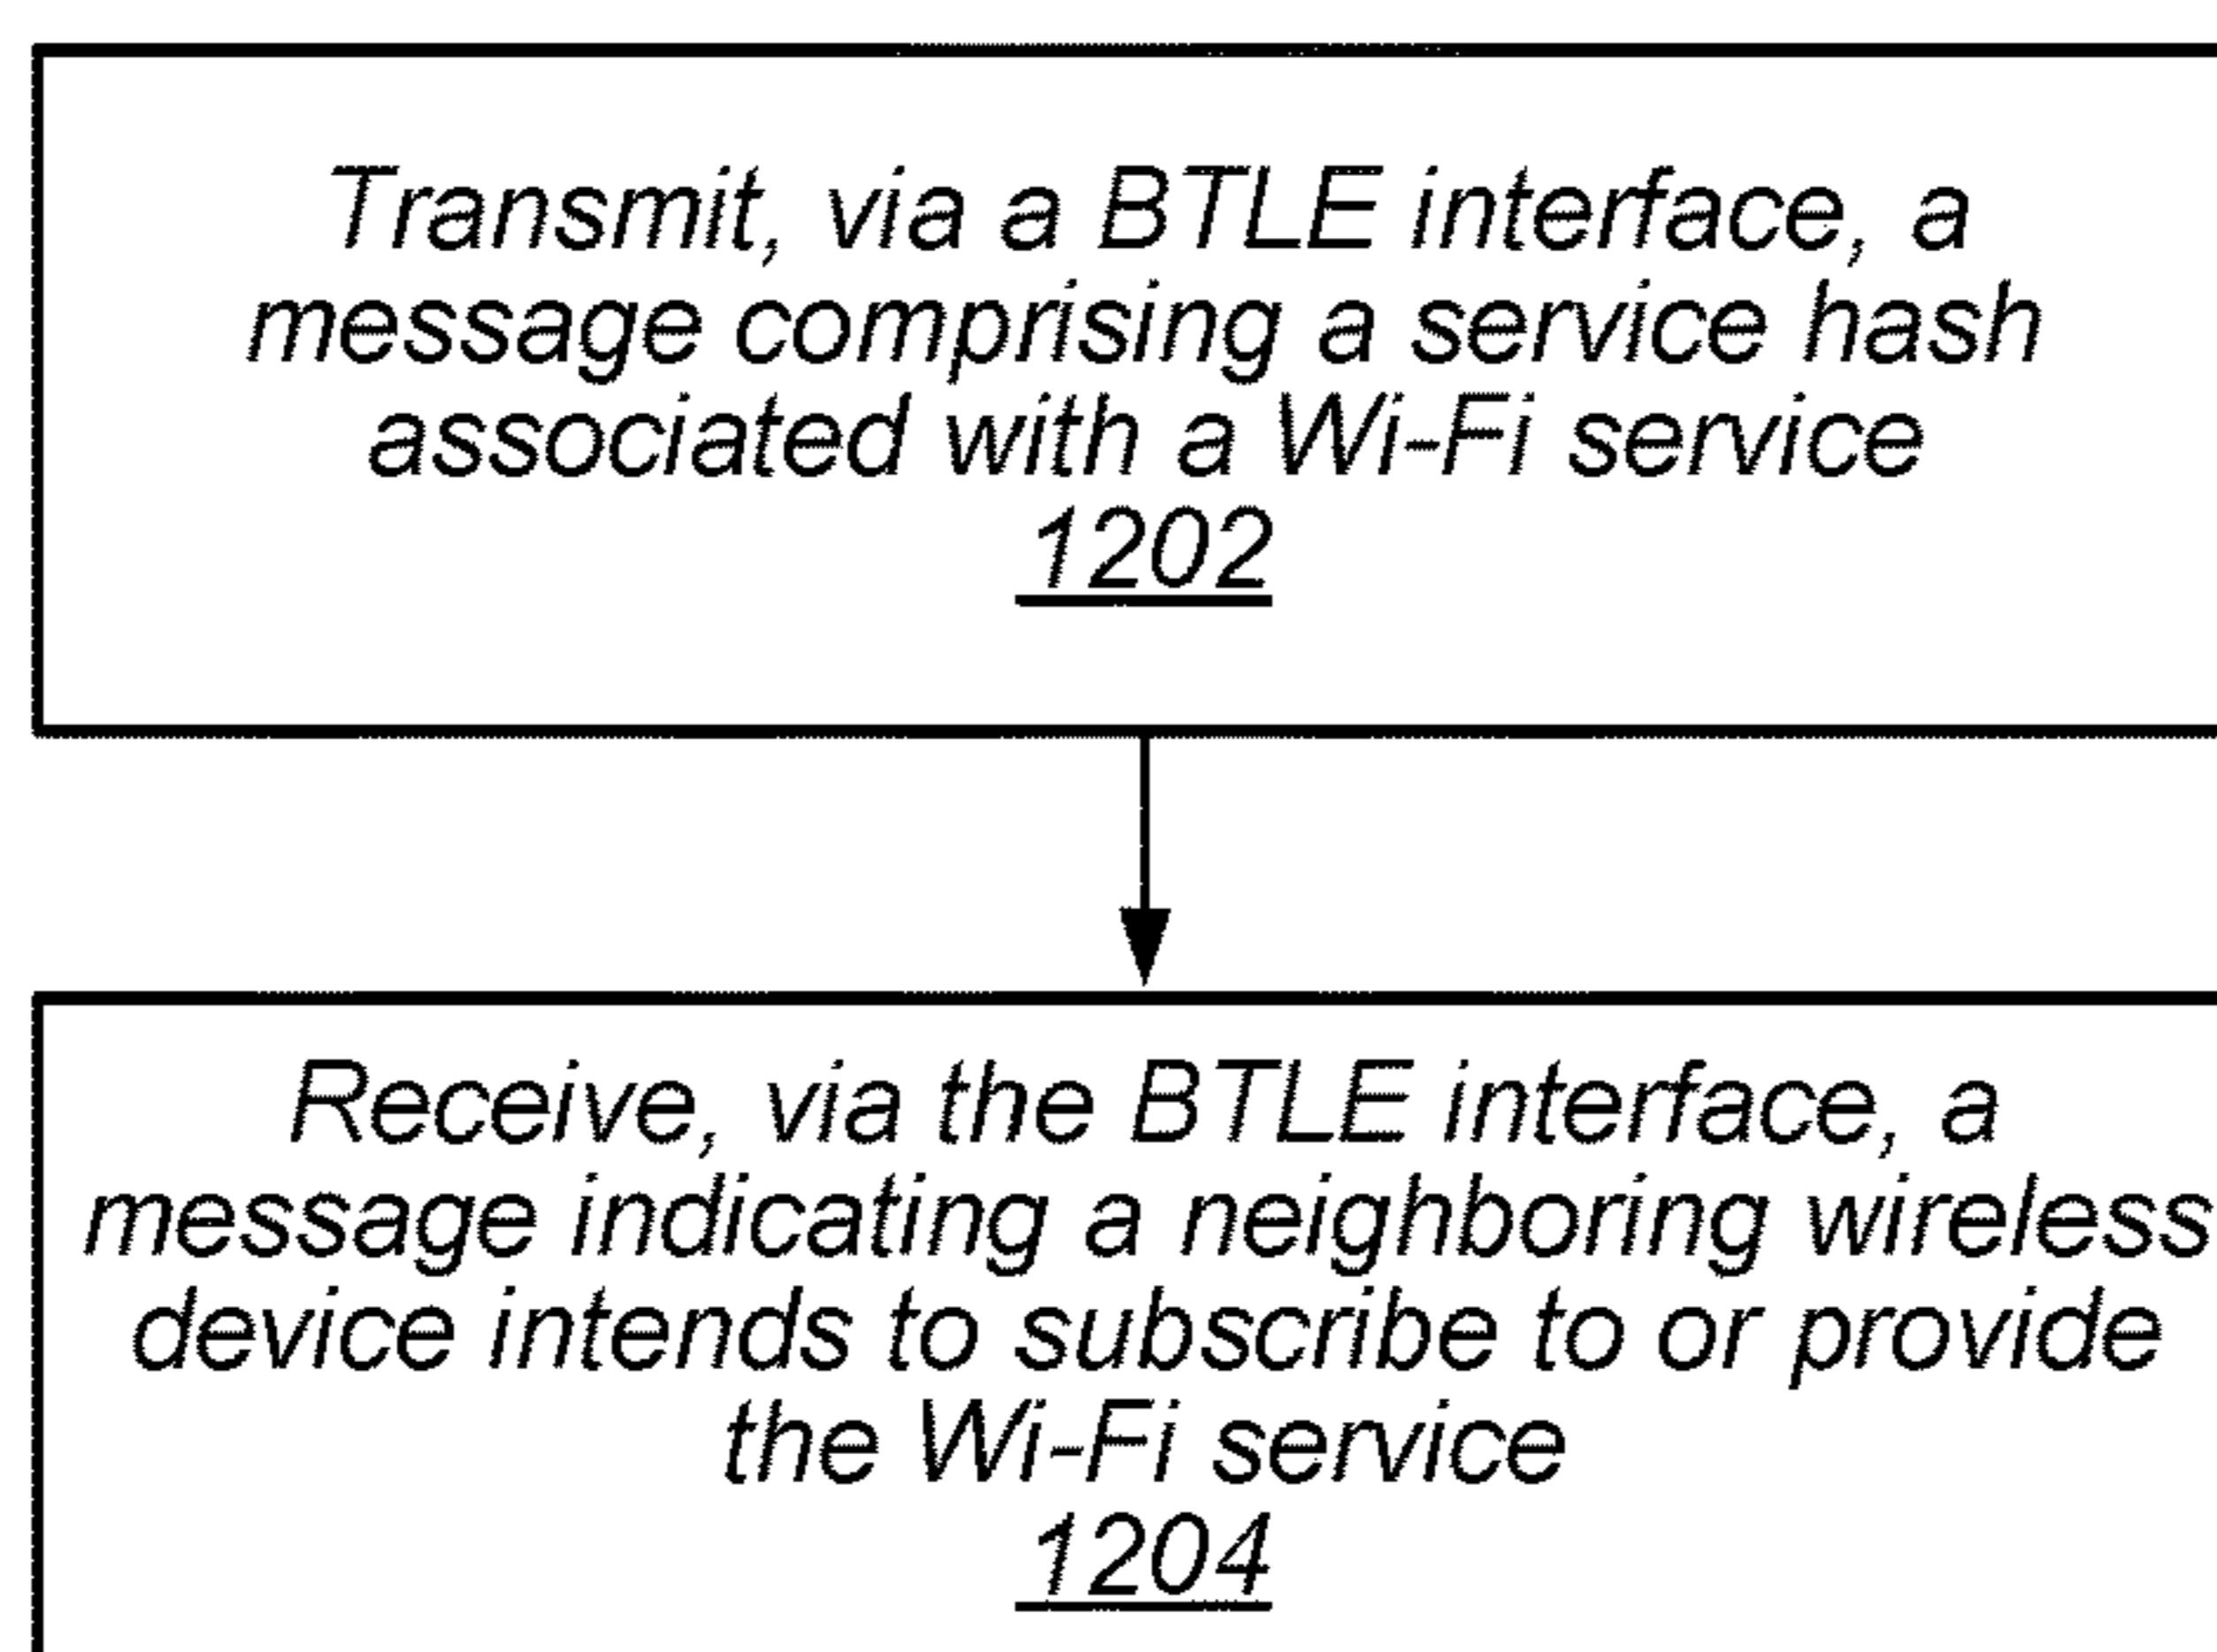 Transmit, via a BTLE interface, a
message comprising a service hash
associated with a Wi-Fi service
1202
Receive, via the BTLE interface, a
message indicating a neighboring wireless
device intends to subscribe to or provide
the Wi-Fi service
1204